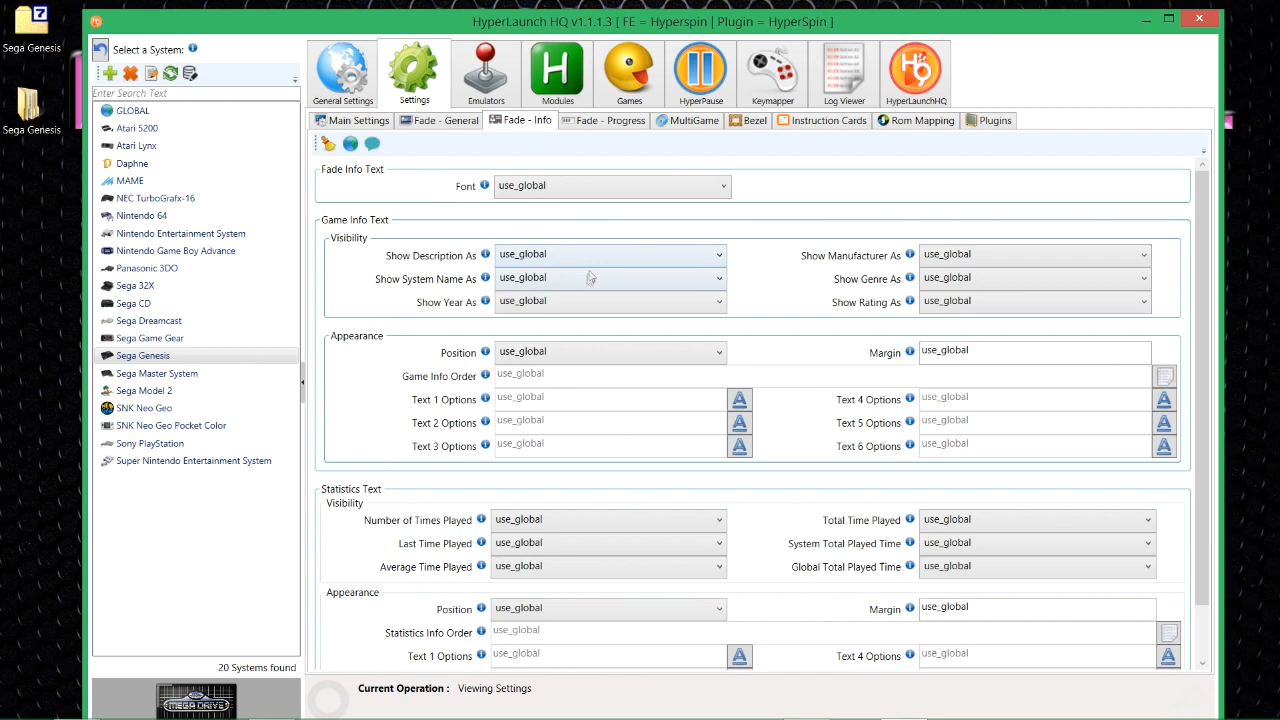 HyperLaunch HQ v1.1.1.3 [ FE = Hyperspin | Plugin = HyperSpin ]
7
Sega Genesis
Sega Genesis
Select a System:
Enter Search Text
GLOBAL
Atari 5200
Atari Lynx
Daphne
MAME
NEC TurboGrafx-16
Nintendo 64
Nintendo Entertainment System
Nintendo Game Boy Advance
Panasonic 3DO
Sega 32X
Sega CD
Sega Dreamcast
Sega Game Gear
Sega Genesis
Sega Master System
Sega Model 2
SNK Neo Geo
SNK Neo Geo Pocket Color
Sony PlayStation
Super Nintendo Entertainment System
20 Systems found
MEGA DRIVE
General Settings Settings Emulators Modules Games HyperPause Keymapper Log Viewer HyperLaunchHQ
Main Settings Fade - General Fade - Info Fade - Progress MultiGame Bezel Instruction Cards Rom Mapping Plugins
Fade Info Text
Font use_global
Game Info Text
Visibility
Show Description As use_global Show Manufacturer As use_global
Show System Name As use_global Show Genre As use_global
Show Year As use_global Show Rating As use_global
Appearance
Position use_global Margin use_global
Game Info Order use_global
Text 1 Options use_global Text 4 Options use_global
Text 2 Options use_global Text 5 Options use_global
Text 3 Options use_global Text 6 Options use_global
Statistics Text
Visibility
Number of Times Played use_global Total Time Played use_global
Last Time Played use_global System Total Played Time use_global
Average Time Played use_global Global Total Played Time use_global
Appearance
Position use_global Margin use_global
Statistics Info Order use_global
Text 1 Options use_global Text 4 Options use_global
Current Operation : Viewing Settings